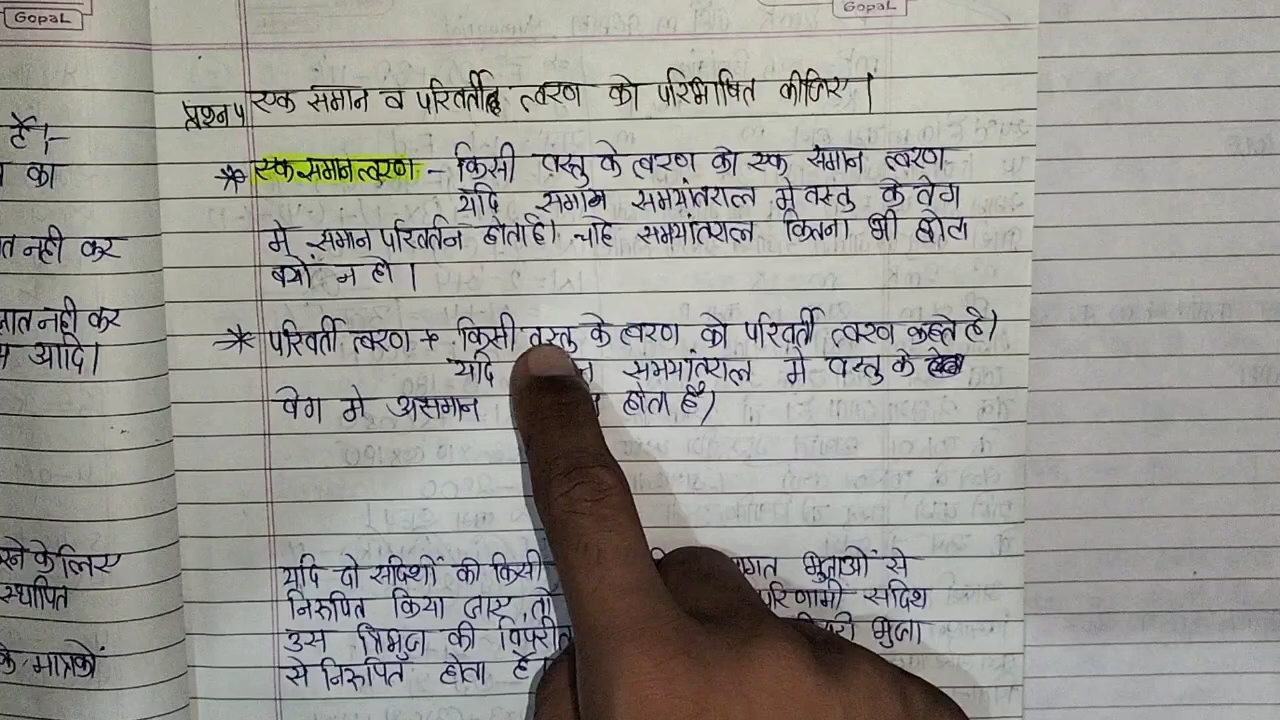 Gopal
Gopal
प्रश्न 5 एक समान व परिवर्ती त्वरण को परिभाषित कीजिए।
है।-
का
एक समान त्वरण - किसी वस्तु के त्वरण को एक समान त्वरण
यदि समान समयांतराल मे वस्तु के वेग
त नही कर
मे समान परिवर्तन होता है। चाहे समयांतराल कितना भी छोटा
क्यों न हो।
ज्ञात नही कर
आदि।
* परिवर्ती त्वरण → किसी वस्तु के त्वरण को परिवर्ती त्वरण कहते है।
यदि समयांतराल मे वस्तु के
वेग मे असमान होता है।
रने के लिए
स्थापित
के मात्रकों
यदि दो सदिशों को किसी भुजाओं से
निरूपित किया जाए, तो परिणामी सदिश
उस त्रिभुज की विपरीत भुजा
से निरूपित होता है।